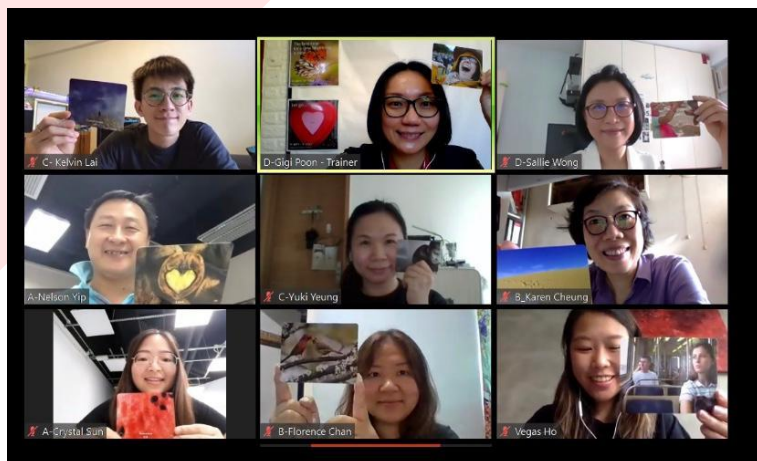 C- Kelvin Lai
D-Gigi Poon - Trainer
D-Sallie Wong
A-Nelson Yip
C-Yuki Yeung
B_Karen Cheung
A-Crystal Sun
B-Florence Chan
Vegas Ho